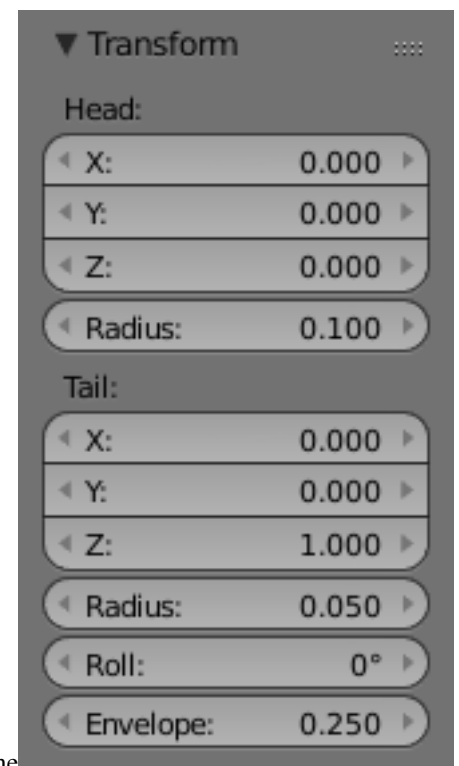 Transform
Head:
X: 0.000
Y: 0.000
Z: 0.000
Radius: 0.100
Tail:
X: 0.000
Y: 0.000
Z: 1.000
Radius: 0.050
Roll: 0°
Envelope: 0.250